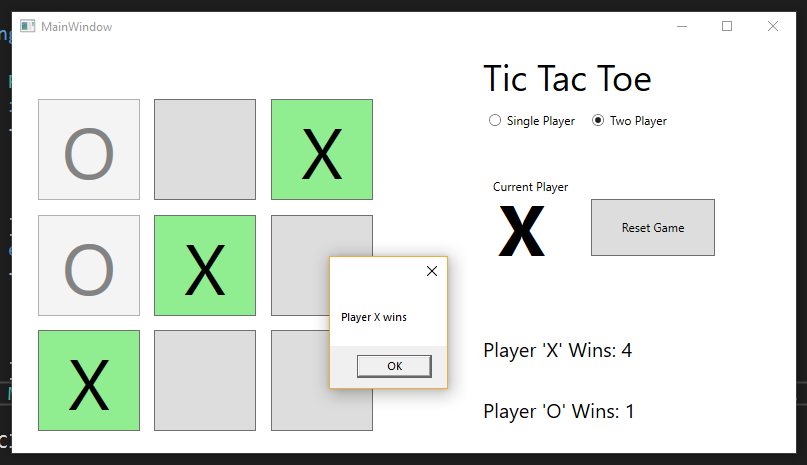 MainWindow
Tic Tac Toe
Single Player
Two Player
O
X
Current Player
X
Reset Game
O
X
Player X wins
OK
X
Player 'X' Wins: 4
Player 'O' Wins: 1